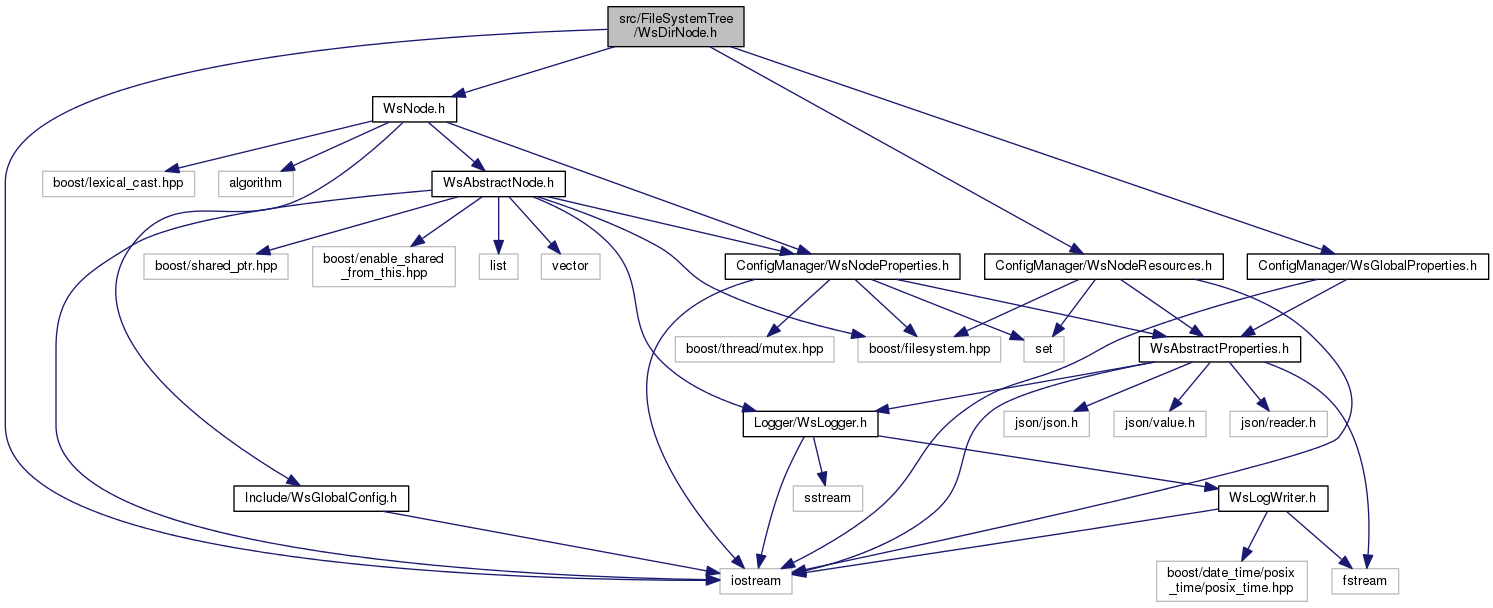 src/FileSystemTree
/WsDirNode.h
WsNode.h
boost/lexical_cast.hpp
algorithm
WsAbstractNode.h
boost/shared_ptr.hpp
boost/enable_shared
_from_this.hpp
list
vector
ConfigManager/WsNodeProperties.h
ConfigManager/WsNodeResources.h
ConfigManager/WsGlobalProperties.h
boost/thread/mutex.hpp
boost/filesystem.hpp
set
WsAbstractProperties.h
Logger/WsLogger.h
json/json.h
json/value.h
json/reader.h
Include/WsGlobalConfig.h
sstream
WsLogWriter.h
iostream
boost/date_time/posix
_time/posix_time.hpp
fstream